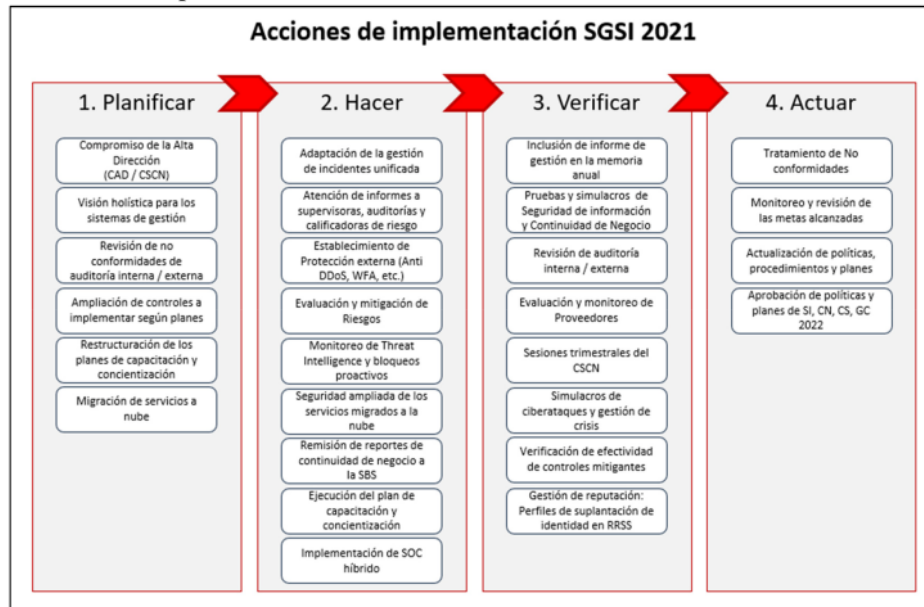 Acciones de implementación SGSI 2021
1. Planificar
Compromiso de la Alta
Dirección
(CAD / CSCN)
Visión holística para los
sistemas de gestión
Revisión de no
conformidades de
auditoría interna / externa
Ampliación de controles a
implementar según planes
Restructuración de los
planes de capacitación y
concientización
Migración de servicios a
nube
2. Hacer
Adaptación de la gestión
de incidentes unificada
Atención de informes a
supervisoras, auditorías y
calificadoras de riesgo
Establecimiento de
Protección externa (Anti
DDoS, WFA, etc.)
Evaluación y mitigación de
Riesgos
Monitoreo de Threat
Intelligence y bloqueos
proactivos
Seguridad ampliada de los
servicios migrados a la
nube
Remisión de reportes de
continuidad de negocio a
la SBS
Ejecución del plan de
capacitación y
concientización
Implementación de SOC
híbrido
3. Verificar
Inclusión de informe de
gestión en la memoria
anual
Pruebas y simulacros de
Seguridad de información
y Continuidad de Negocio
Revisión de auditoría
interna / externa
Evaluación y monitoreo de
Proveedores
Sesiones trimestrales del
CSCN
Simulacros de
ciberataques y gestión de
crisis
Verificación de efectividad
de controles mitigantes
Gestión de reputación:
Perfiles de suplantación de
identidad en RRSS
4. Actuar
Tratamiento de No
conformidades
Monitoreo y revisión de
las metas alcanzadas
Actualización de políticas,
procedimientos y planes
Aprobación de políticas y
planes de SI, CN, CS, GC
2022